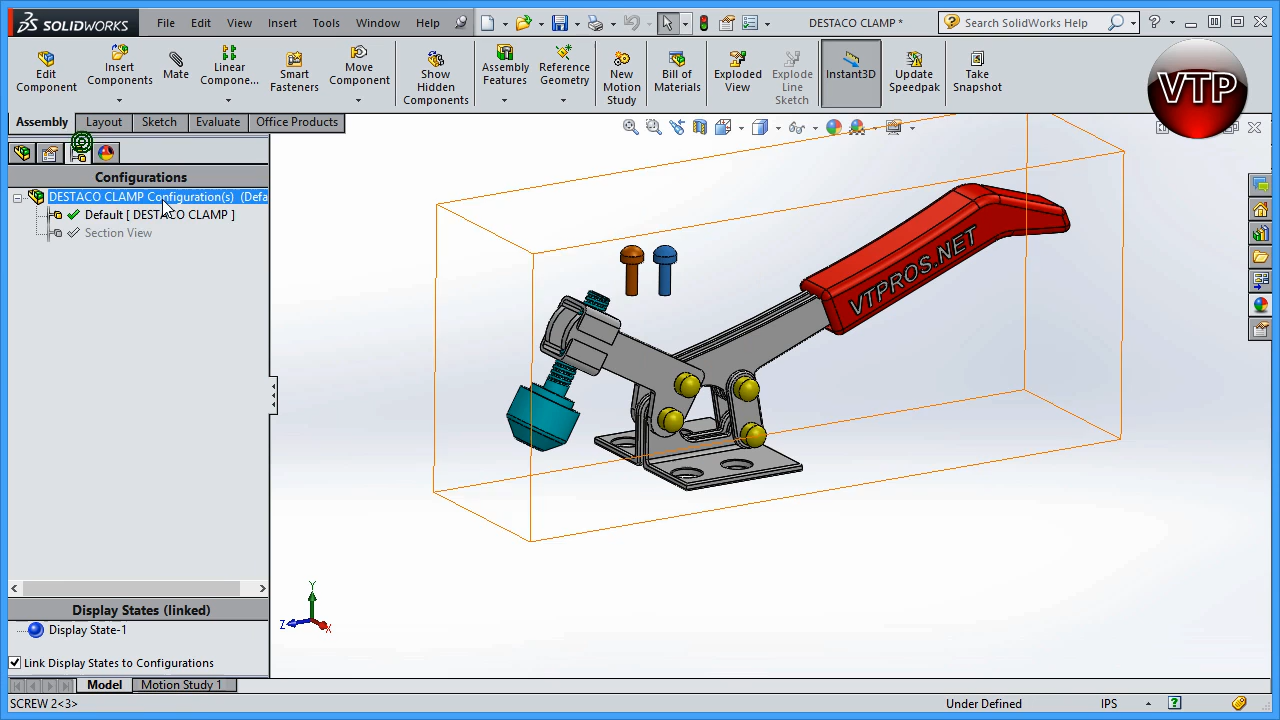 SOLIDWORKS
File Edit View Insert Tools Window Help
DESTACO CLAMP *
Search SolidWorks Help
Edit Component
Insert Components
Mate
Linear Compone...
Smart Fasteners
Move Component
Show Hidden Components
Assembly Features
Reference Geometry
New Motion Study
Bill of Materials
Exploded View
Explode Line Sketch
Instant3D
Update Speedpak
Take Snapshot
VTP
Assembly Layout Sketch Evaluate Office Products
Configurations
DESTACO CLAMP Configuration(s) (Defa
Default [ DESTACO CLAMP ]
Section View
VTPROS.NET
Y
Z
X
Display States (linked)
Display State-1
Link Display States to Configurations
Model Motion Study 1
SCREW 2<3>
Under Defined
IPS